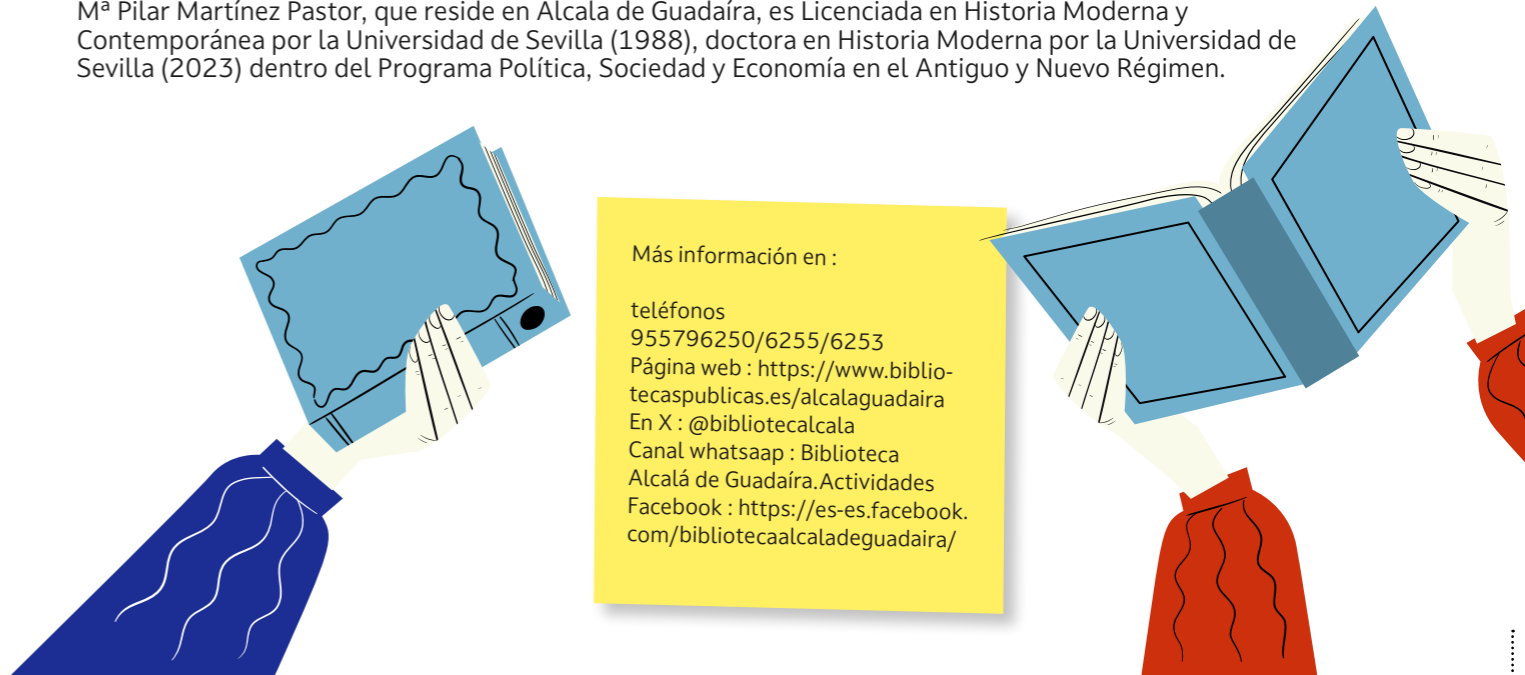 Mª Pilar Martínez Pastor, que reside en Alcala de Guadaíra, es Licenciada en Historia Moderna y
Contemporánea por la Universidad de Sevilla (1988), doctora en Historia Moderna por la Universidad de
Sevilla (2023) dentro del Programa Política, Sociedad y Economía en el Antiguo y Nuevo Régimen.
Más información en :
teléfonos
955796250/6255/6253
Página web : https://www.biblio-
tecaspublicas.es/alcalaguadaira
En X : @bibliotecalcala
Canal whatsaap : Biblioteca
Alcalá de Guadaíra.Actividades
Facebook : https://es-es.facebook.
com/bibliotecaalcaladeguadaira/